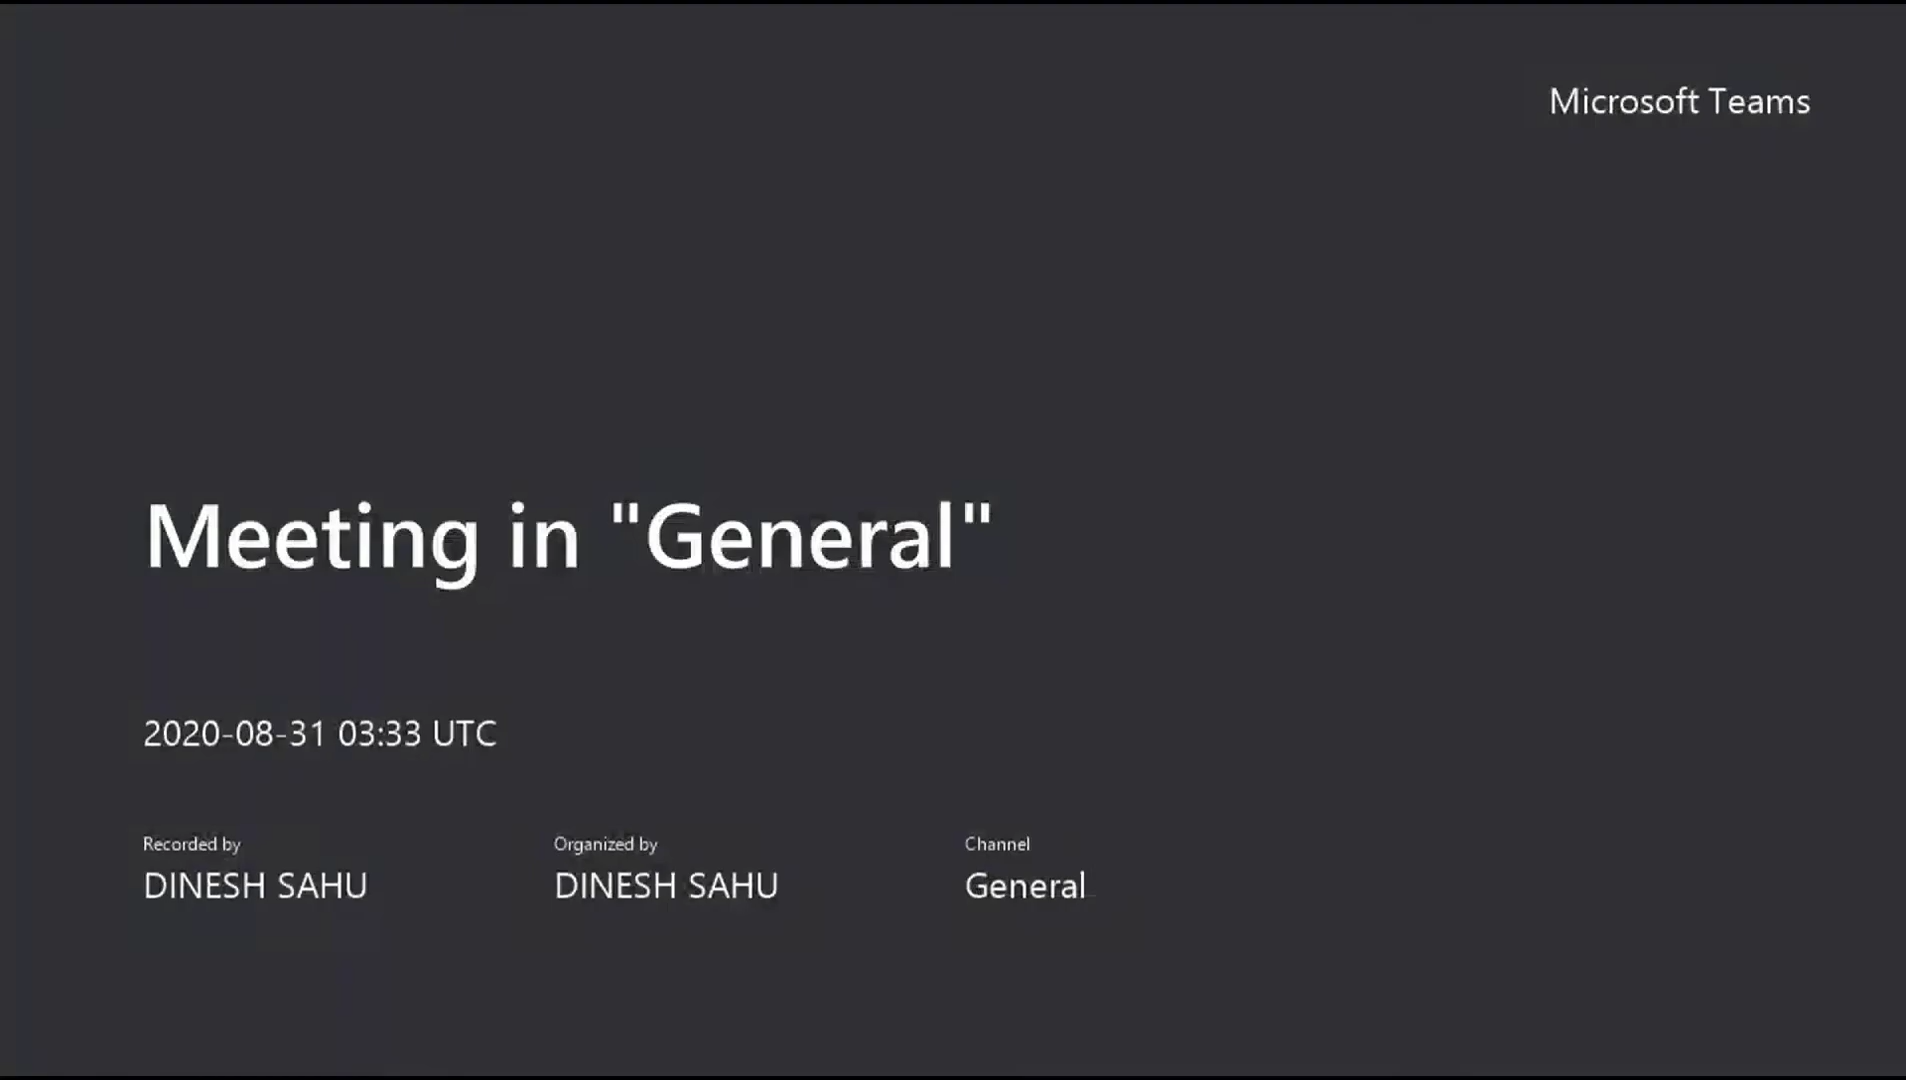 Microsoft Teams
Meeting in "General"
2020-08-31 03:33 UTC
Recorded by
DINESH SAHU
Organized by
DINESH SAHU
Channel
General